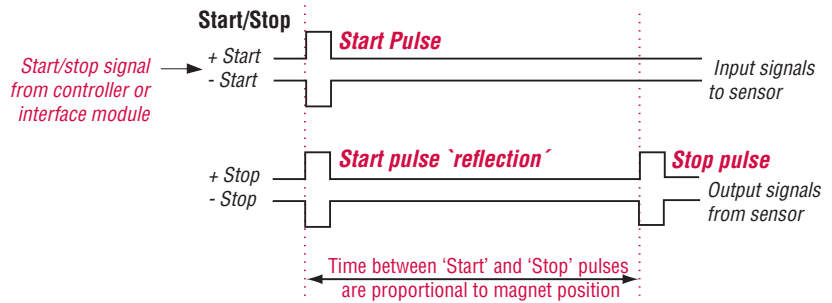 Start/Stop
Start Pulse
Start/stop signal
from controller or
interface module
+ Start
- Start
Input signals
to sensor
Start pulse `reflection´
Stop pulse
+ Stop
- Stop
Output signals
from sensor
Time between ‘Start’ and ‘Stop’ pulses
are proportional to magnet position